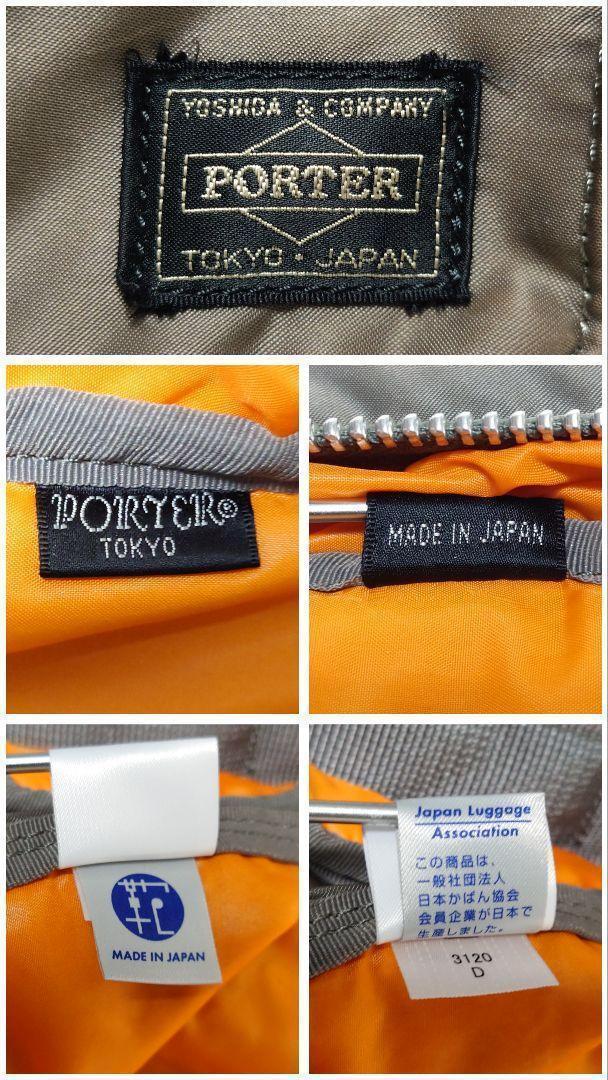 YOSHIDA & COMPANY
PORTER
TOKYO・JAPAN
PORTER®
TOKYO
MADE IN JAPAN
MADE IN JAPAN
Japan Luggage
Association
この商品は、
一般社団法人
日本かばん協会
会員企業が日本で
生産しました。
3120
D